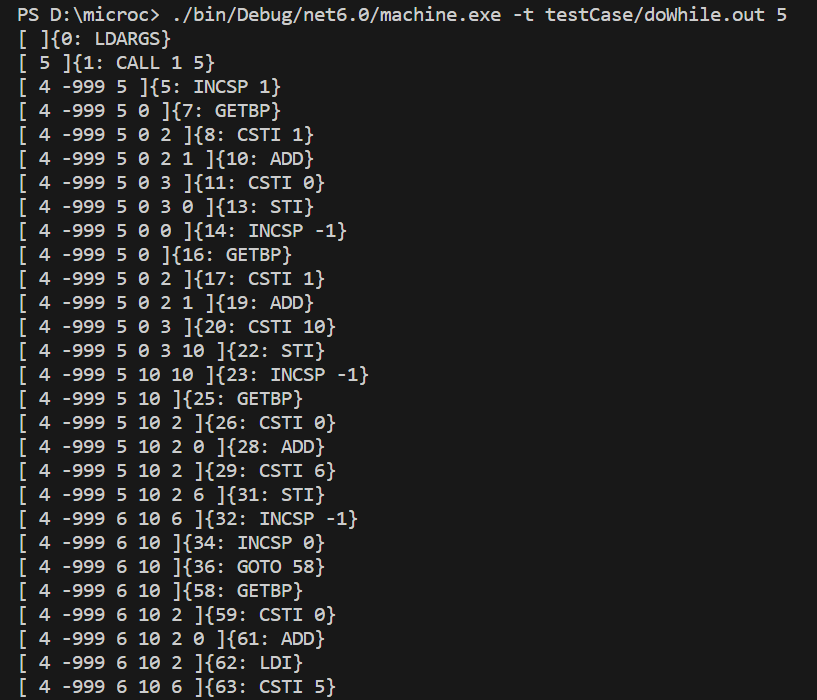 PS D:\microc> ./bin/Debug/net6.0/machine.exe -t testCase/doWhile.out 5
[ ]{0: LDARGS}
[ 5 ]{1: CALL 1 5}
[ 4 -999 5 ]{5: INCSP 1}
[ 4 -999 5 0 ]{7: GETBP}
[ 4 -999 5 0 2 ]{8: CSTI 1}
[ 4 -999 5 0 2 1 ]{10: ADD}
[ 4 -999 5 0 3 ]{11: CSTI 0}
[ 4 -999 5 0 3 0 ]{13: STI}
[ 4 -999 5 0 0 ]{14: INCSP -1}
[ 4 -999 5 0 ]{16: GETBP}
[ 4 -999 5 0 2 ]{17: CSTI 1}
[ 4 -999 5 0 2 1 ]{19: ADD}
[ 4 -999 5 0 3 ]{20: CSTI 10}
[ 4 -999 5 0 3 10 ]{22: STI}
[ 4 -999 5 10 10 ]{23: INCSP -1}
[ 4 -999 5 10 ]{25: GETBP}
[ 4 -999 5 10 2 ]{26: CSTI 0}
[ 4 -999 5 10 2 0 ]{28: ADD}
[ 4 -999 5 10 2 ]{29: CSTI 6}
[ 4 -999 5 10 2 6 ]{31: STI}
[ 4 -999 6 10 6 ]{32: INCSP -1}
[ 4 -999 6 10 ]{34: INCSP 0}
[ 4 -999 6 10 ]{36: GOTO 58}
[ 4 -999 6 10 ]{58: GETBP}
[ 4 -999 6 10 2 ]{59: CSTI 0}
[ 4 -999 6 10 2 0 ]{61: ADD}
[ 4 -999 6 10 2 ]{62: LDI}
[ 4 -999 6 10 6 ]{63: CSTI 5}